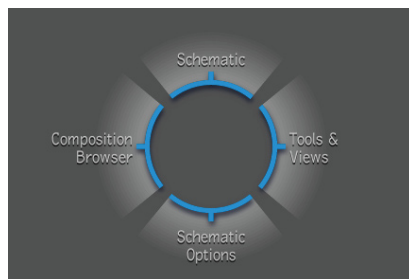 Schematic
Composition
Browser
Tools &
Views
Schematic
Options